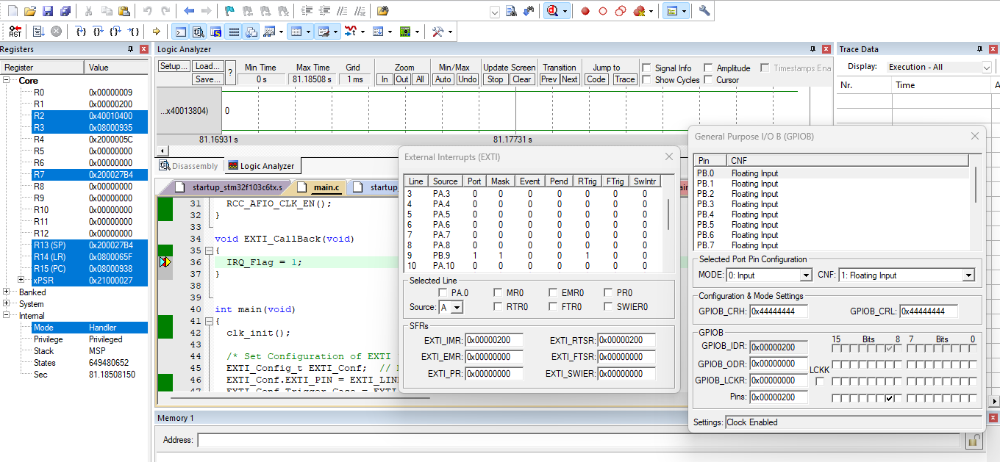 RST
Registers
Logic Analyzer
Trace Data
Register Value
Core
R0 0x00000009
R1 0x00000200
R2 0x40010400
R3 0x08000935
R4 0x2000005C
R5 0x00000000
R6 0x00000000
R7 0x200027B4
R8 0x00000000
R9 0x00000000
R10 0x00000000
R11 0x00000000
R12 0x00000000
R13 (SP) 0x200027B4
R14 (LR) 0x0800065F
R15 (PC) 0x08000938
xPSR 0x21000027
Banked
System
Internal
Mode Handler
Privilege Privileged
Stack MSP
States 649480652
Sec 81.18508150
Setup... Load... Save... ?
Min Time Max Time Grid Zoom Min/Max Update Screen Transition Jump to
0 s 81.18508 s 1 ms In Out All Auto Undo Stop Clear Prev Next Code Trace
Signal Info Amplitude Timestamps Ena
Show Cycles Cursor
...x40013804) 0
81.16931 s 81.17731 s
Display: Execution - All
Nr. Time A
Disassembly Logic Analyzer
startup_stm32f103c6tx.s main.c startup_
31 RCC_AFIO_CLK_EN();
32 }
33
34 void EXTI_CallBack(void)
35 {
36 IRQ_Flag = 1;
37 }
38
39
40 int main(void)
41 {
42 clk_init();
43
44 /* Set Configuration of EXTI
45 EXTI_Config_t EXTI_Conf; //
46 EXTI_Conf.EXTI_PIN = EXTI_LIN
47 EXTI_Conf.Trigger_Case = EXTI
External Interrupts (EXTI)
Line Source Port Mask Event Pend RTrig FTrig SwIntr
3 PA.3 0 0 0 0 0 0 0
4 PA.4 0 0 0 0 0 0 0
5 PA.5 0 0 0 0 0 0 0
6 PA.6 0 0 0 0 0 0 0
7 PA.7 0 0 0 0 0 0 0
8 PA.8 0 0 0 0 0 0 0
9 PB.9 1 1 0 0 1 0 0
10 PA.10 0 0 0 0 0 0 0
Selected Line
PA.0 MR0 EMR0 PR0
Source: A RTR0 FTR0 SWIER0
SFRs
EXTI_IMR: 0x00000200 EXTI_RTSR: 0x00000200
EXTI_EMR: 0x00000000 EXTI_FTSR: 0x00000000
EXTI_PR: 0x00000000 EXTI_SWIER: 0x00000000
General Purpose I/O B (GPIOB)
Pin CNF
PB.0 Floating Input
PB.1 Floating Input
PB.2 Floating Input
PB.3 Floating Input
PB.4 Floating Input
PB.5 Floating Input
PB.6 Floating Input
PB.7 Floating Input
Selected Port Pin Configuration
MODE: 0: Input CNF: 1: Floating Input
Configuration & Mode Settings
GPIOB_CRH: 0x44444444 GPIOB_CRL: 0x44444444
GPIOB
15 Bits 8 7 Bits 0
GPIOB_IDR: 0x00000200
GPIOB_ODR: 0x00000000
LCKK
GPIOB_LCKR: 0x00000000
Pins: 0x00000200
Settings: Clock Enabled
Memory 1
Address: